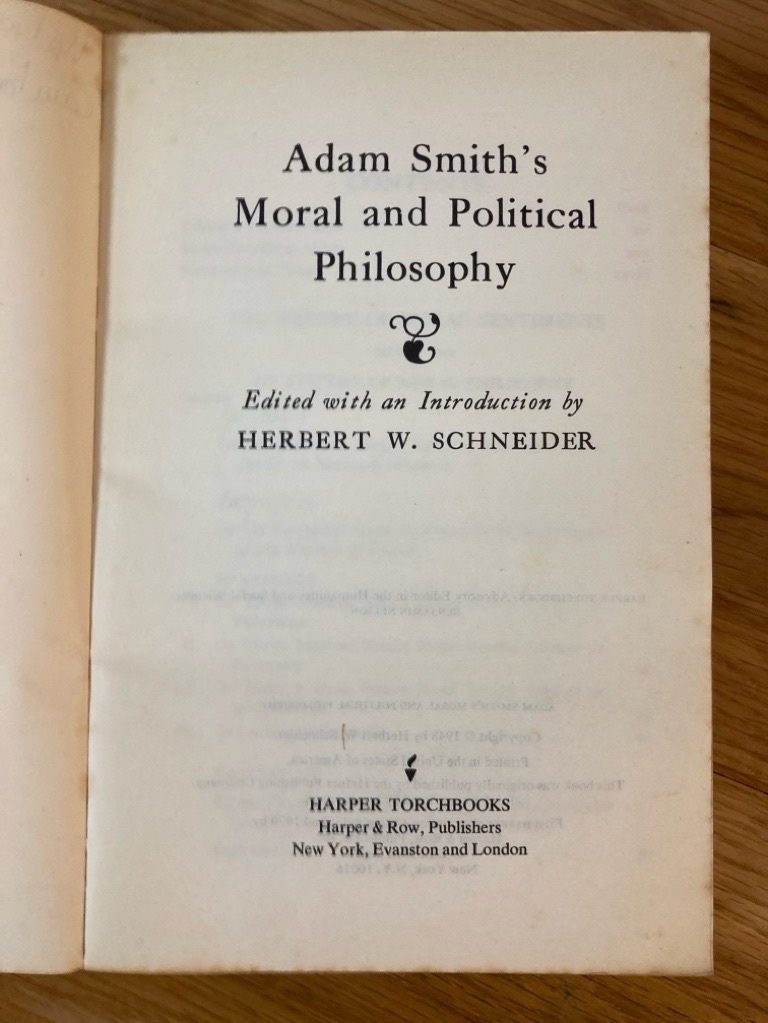 Adam Smith's
Moral and Political
Philosophy
Edited with an Introduction by
HERBERT W. SCHNEIDER
HARPER TORCHBOOKS
Harper & Row, Publishers
New York, Evanston and London